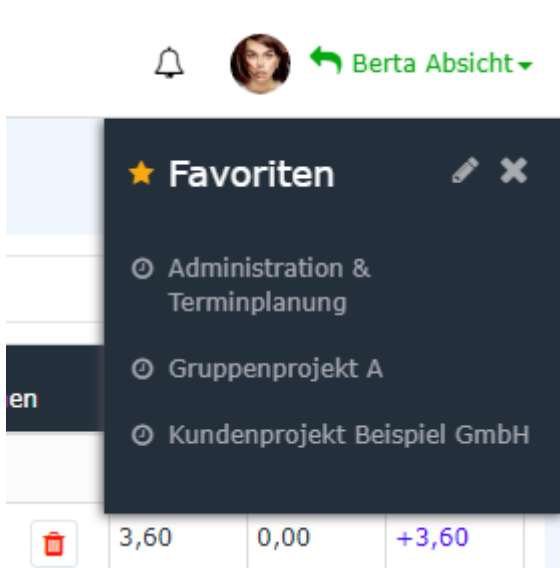 Berta Absicht
Favoriten
Administration &
Terminplanung
Gruppenprojekt A
en
Kundenprojekt Beispiel GmbH
3,60 0,00 +3,60